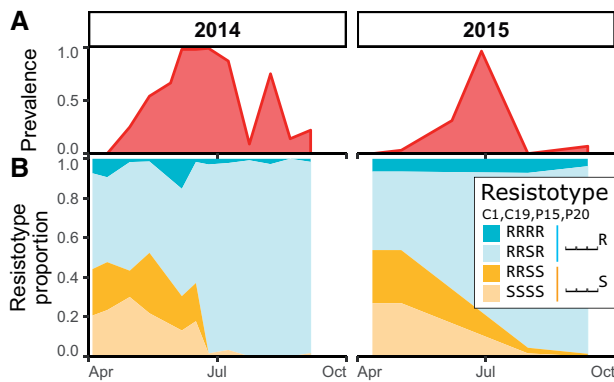 A
2014
2015
Prevalence
1.0
0.5
0.0
B
Resistotype
proportion
1.0
0.8
0.6
0.4
0.2
0.0
Resistotype
C1,C19,P15,P20
RRRR
RRSR
R
RRSS
SSSS
S
Apr
Jul
Oct
Apr
Jul
Oct